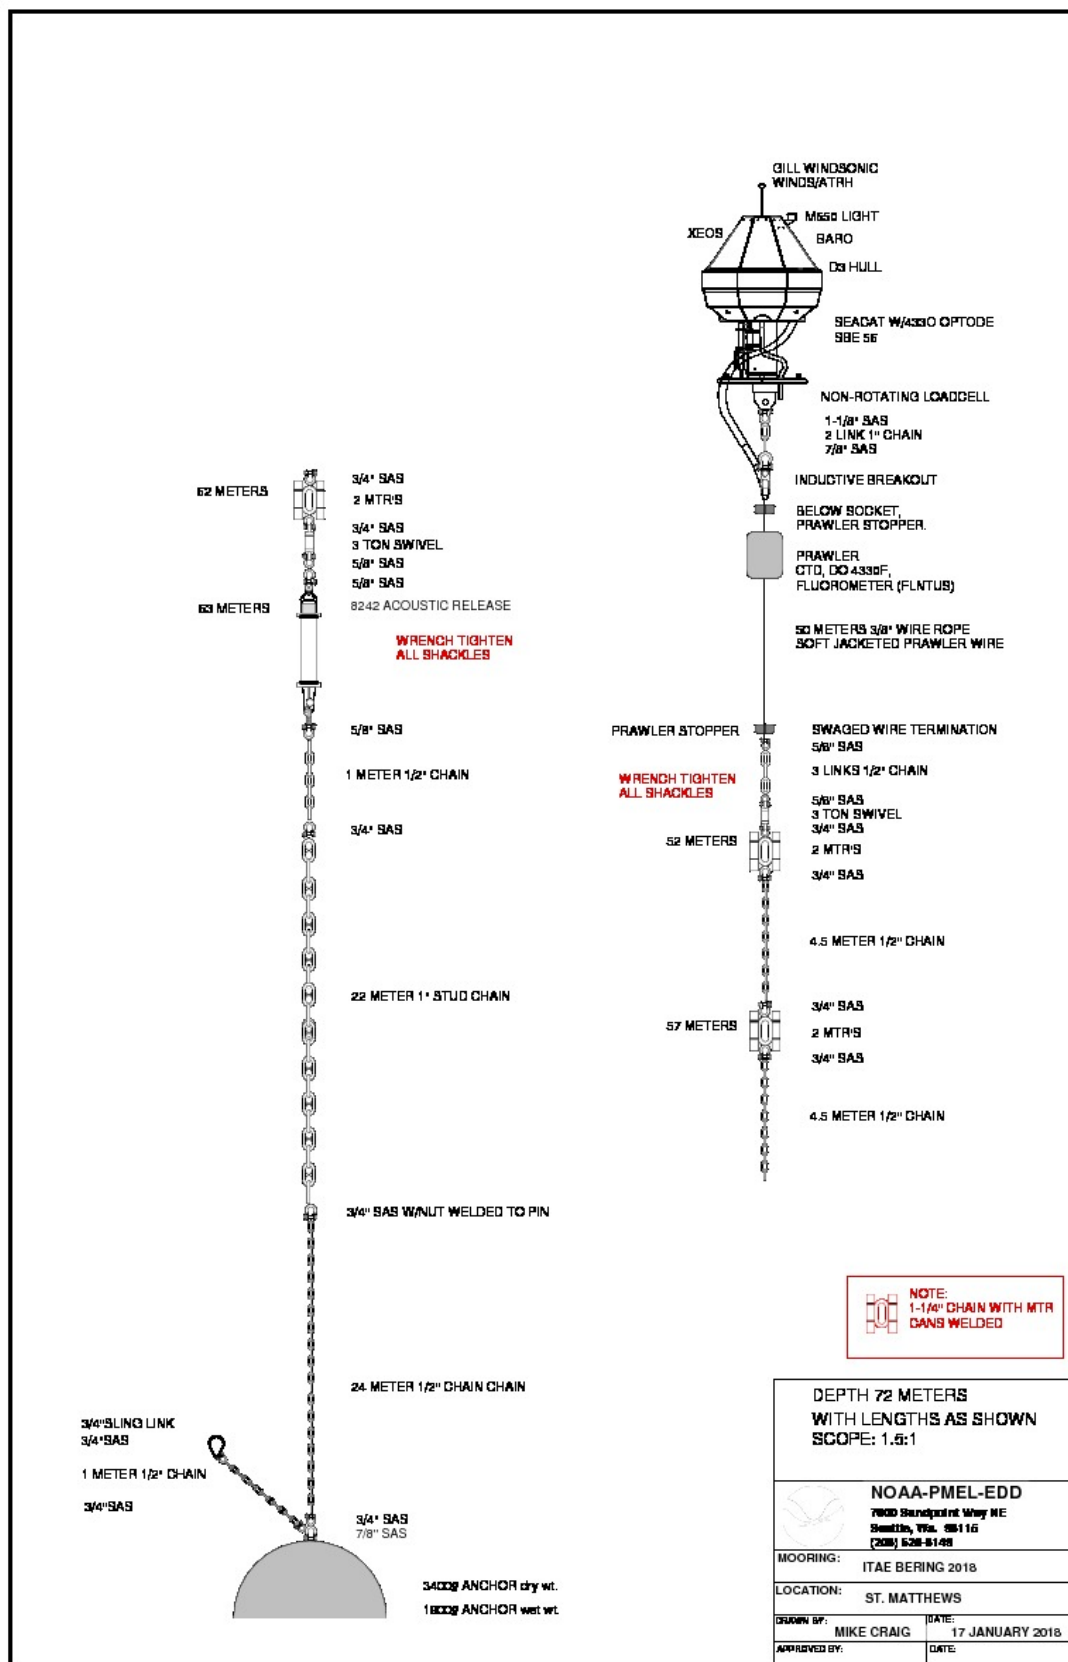 GILL WINDSONIC
WINDS/ATRH
M650 LIGHT
XEOS
BARO
D3 HULL
SEACAT W/4330 OPTODE
SBE 56
NON-ROTATING LOADCELL
1-1/8" SAS
2 LINK 1" CHAIN
7/8" SAS
INDUCTIVE BREAKOUT
BELOW SOCKET,
PRAWLER STOPPER.
PRAWLER
CTD, DO 4330F,
FLUOROMETER (FLNTUS)
50 METERS 3/8" WIRE ROPE
SOFT JACKETED PRAWLER WIRE
PRAWLER STOPPER
SWAGED WIRE TERMINATION
5/8" SAS
3 LINKS 1/2" CHAIN
WRENCH TIGHTEN
ALL SHACKLES
5/8" SAS
3 TON SWIVEL
3/4" SAS
52 METERS
2 MTR'S
3/4" SAS
4.5 METER 1/2" CHAIN
3/4" SAS
57 METERS
2 MTR'S
3/4" SAS
4.5 METER 1/2" CHAIN
3/4" SAS
62 METERS
2 MTR'S
3/4" SAS
3 TON SWIVEL
5/8" SAS
5/8" SAS
63 METERS
8242 ACOUSTIC RELEASE
WRENCH TIGHTEN
ALL SHACKLES
5/8" SAS
1 METER 1/2" CHAIN
3/4" SAS
22 METER 1" STUD CHAIN
3/4" SAS W/NUT WELDED TO PIN
24 METER 1/2" CHAIN CHAIN
3/4"SLING LINK
3/4"SAS
1 METER 1/2" CHAIN
3/4"SAS
3/4" SAS
7/8" SAS
3400# ANCHOR dry wt.
ANCHOR wet wt.
NOTE:
1-1/4" CHAIN WITH MTR
CANS WELDED
DEPTH 72 METERS
WITH LENGTHS AS SHOWN
SCOPE: 1.5:1
NOAA-PMEL-EDD
7600 Sandpoint Way NE
Seattle, Wa. 98115
MOORING:
ITAE BERING 2018
LOCATION:
ST. MATTHEWS
DRAWN BY:
MIKE CRAIG
DATE:
17 JANUARY 2018
APPROVED BY:
DATE: